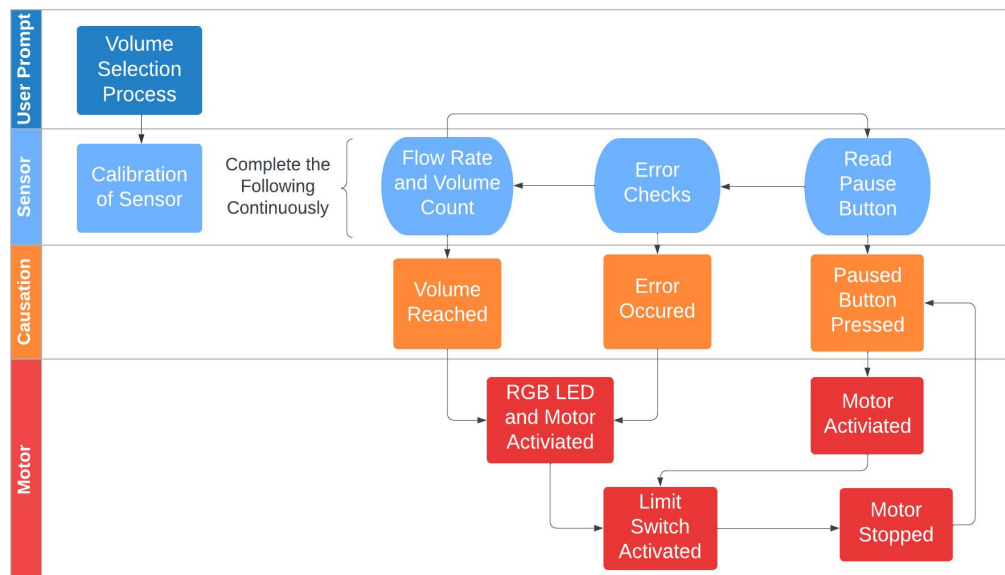 User Prompt
Volume
Selection
Process
Sensor
Calibration
of Sensor
Complete the
Following
Continuously
Flow Rate
and Volume
Count
Error
Checks
Read
Pause
Button
Causation
Volume
Reached
Error
Occured
Paused
Button
Pressed
Motor
RGB LED
and Motor
Activiated
Motor
Activiated
Limit
Switch
Activated
Motor
Stopped